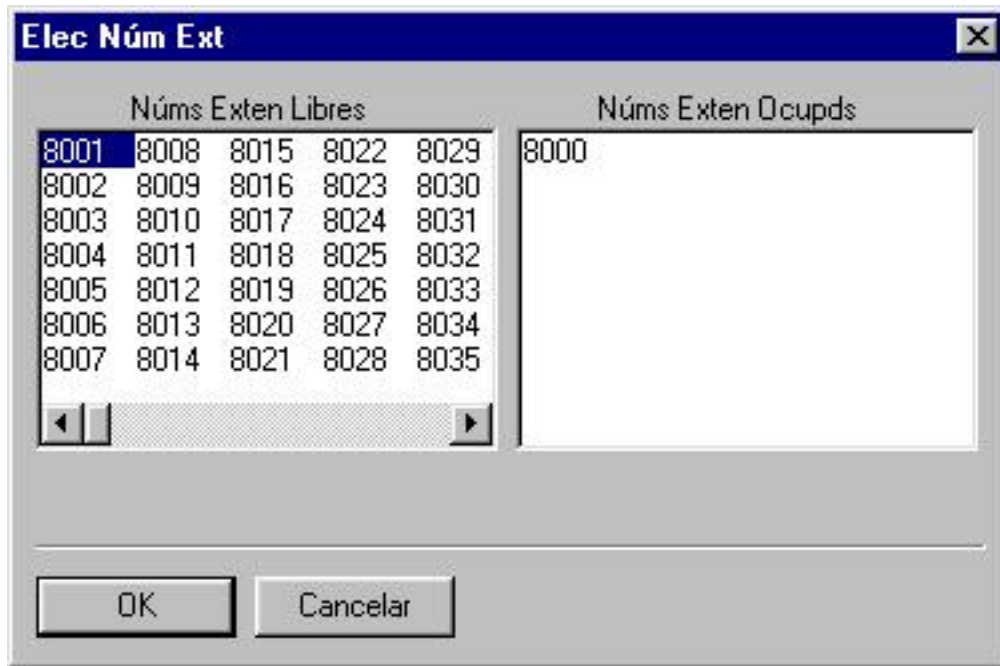 Elec Núm Ext
Núms Exten Libres
8001 8008 8015 8022 8029
8002 8009 8016 8023 8030
8003 8010 8017 8024 8031
8004 8011 8018 8025 8032
8005 8012 8019 8026 8033
8006 8013 8020 8027 8034
8007 8014 8021 8028 8035
Núms Exten Ocupds
8000
OK
Cancelar